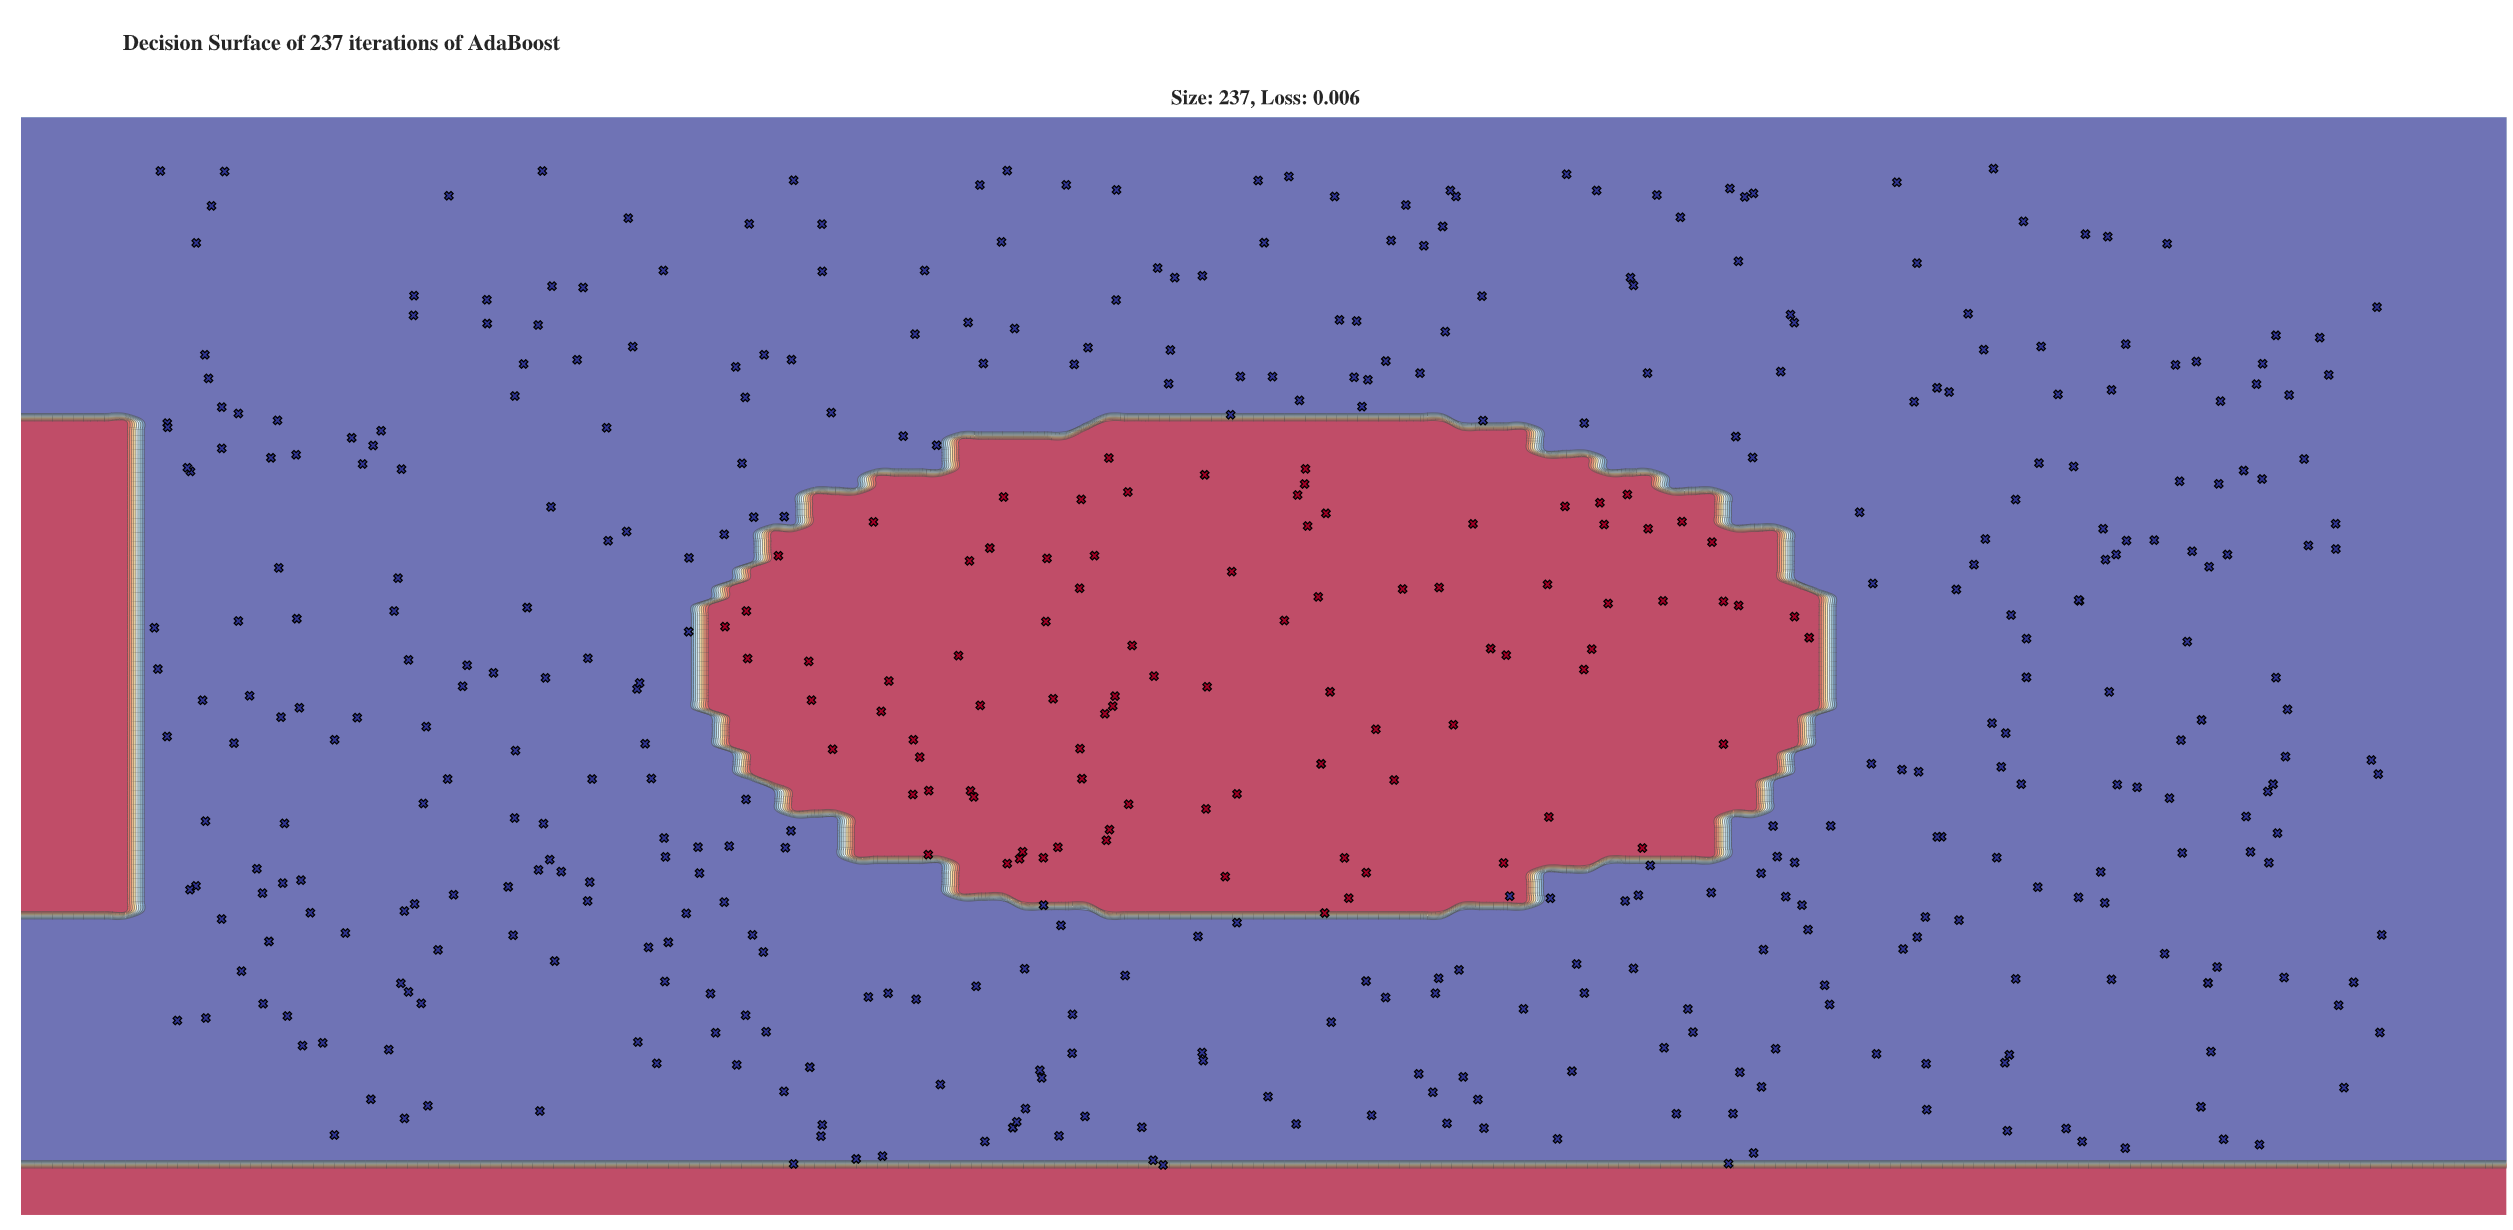 Decision Surface of 237 iterations of AdaBoost
Size: 237, Loss: 0.006